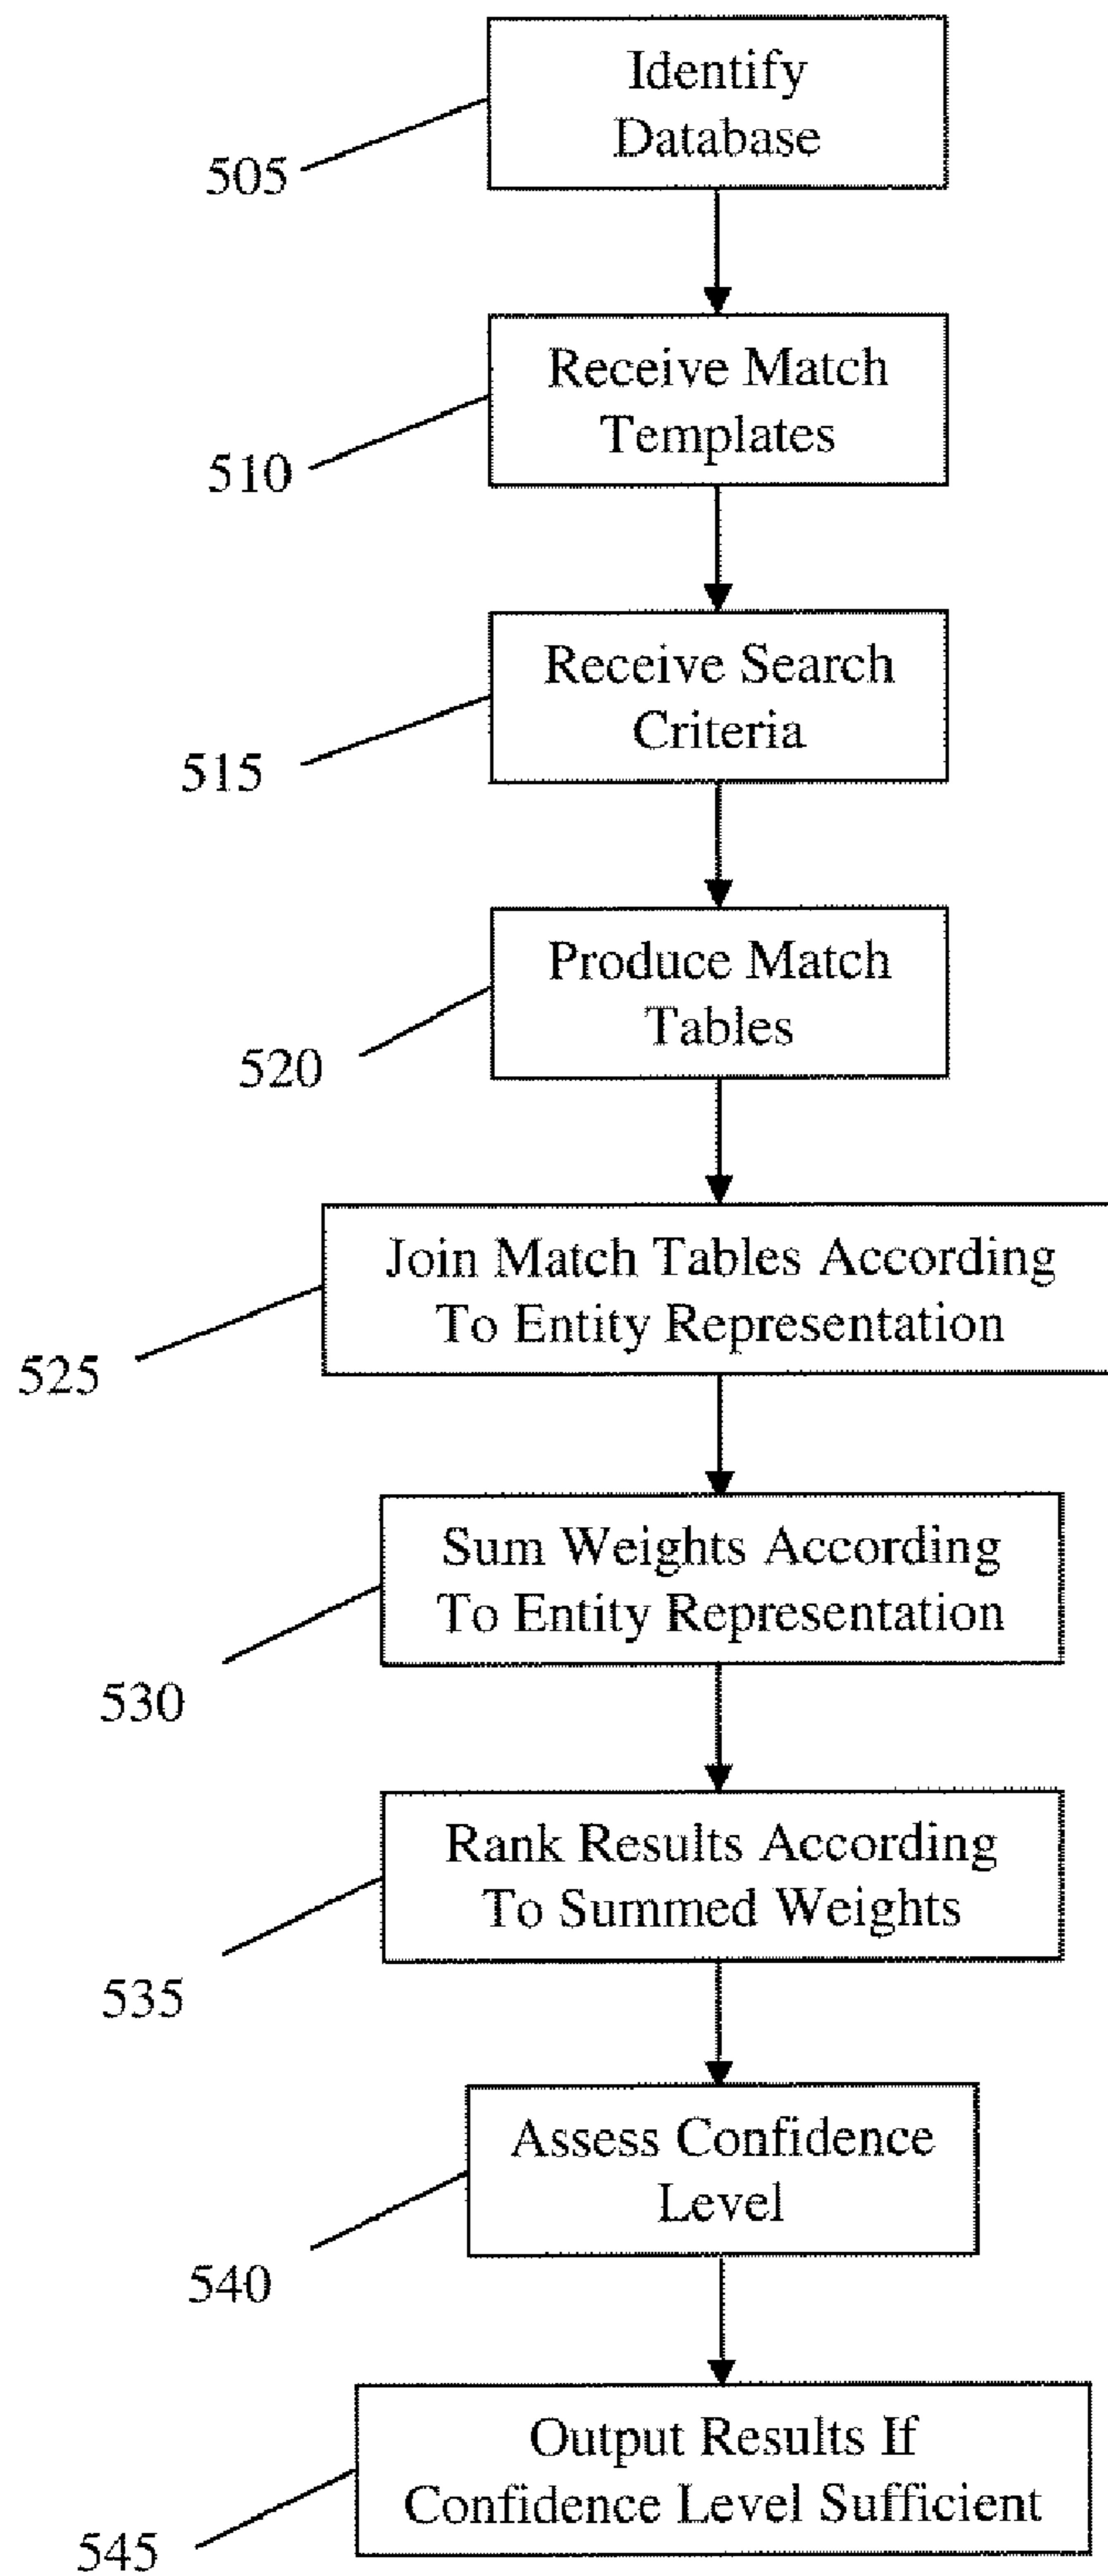 Identify
Database
505
Receive Match
Templates
510
Receive Search
Criteria
515
Produce Match
Tables
520
Join Match Tables According
To Entity Representation
525
Sum Weights According
To Entity Representation
530
Rank Results According
To Summed Weights
535
Assess Confidence
Level
540
Output Results If
Confidence Level Sufficient
545